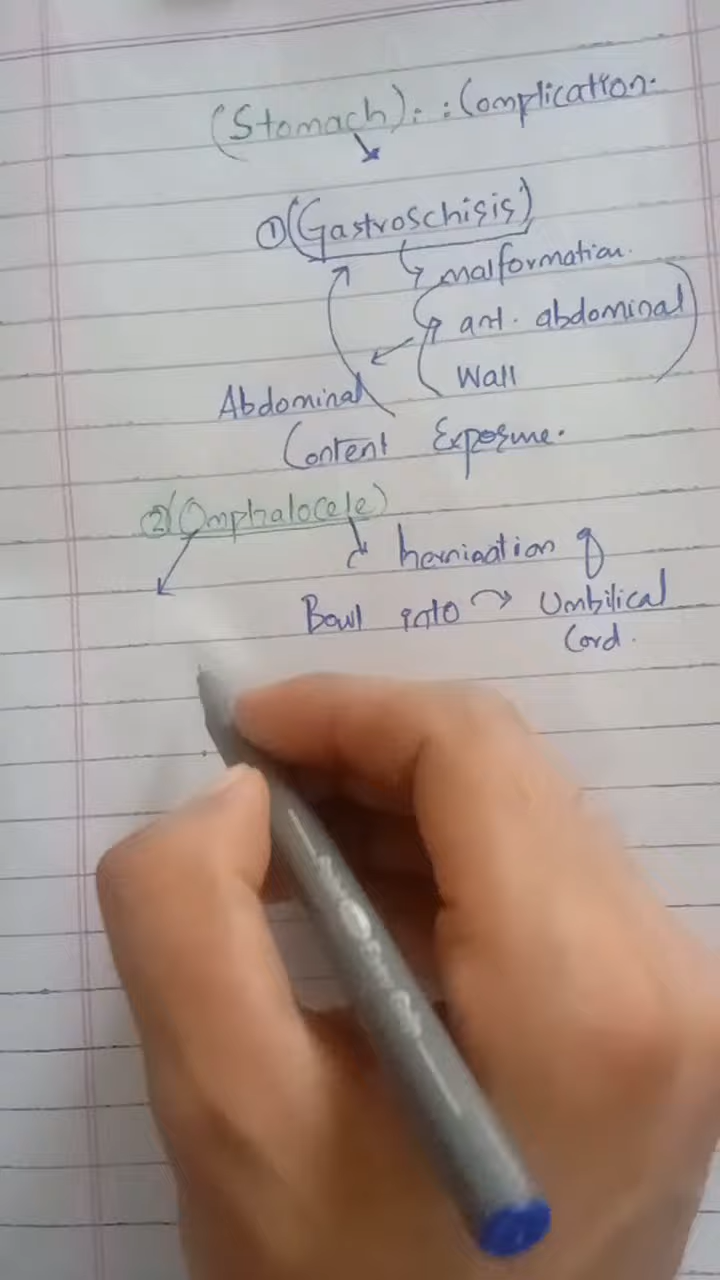 (Stomach): : Complication.
① (Gastroschisis)
malformation.
ant. abdominal
Wall
Abdominal
Content Exposure.
② (Omphalocele)
herniation of
Bowl into → Umbilical
Cord.